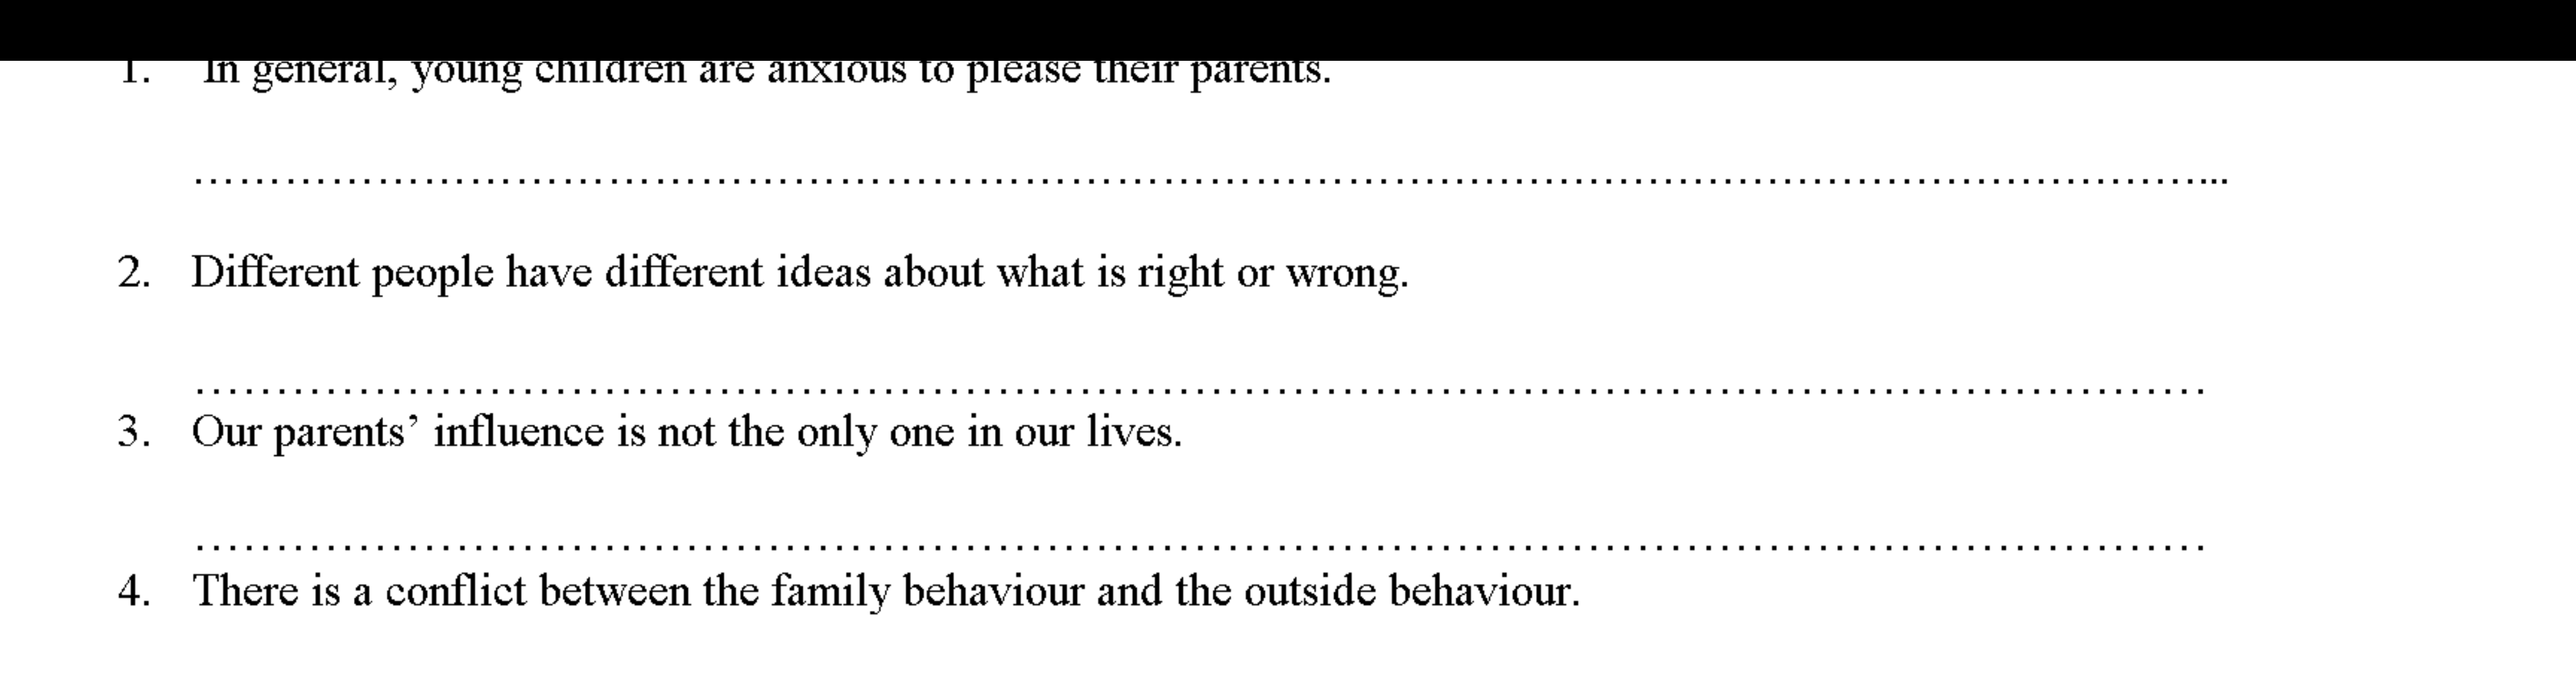 1. In general, young children are anxious to please their parents.
………………………………………………………………………………………………...
2. Different people have different ideas about what is right or wrong.
………………………………………………………………………………………………
3. Our parents’ influence is not the only one in our lives.
………………………………………………………………………………………………
4. There is a conflict between the family behaviour and the outside behaviour.